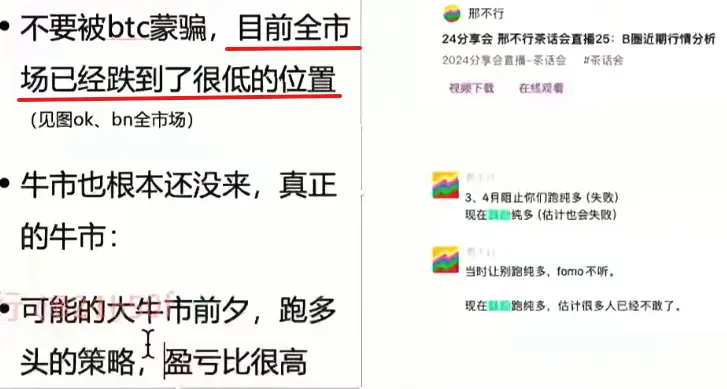 不要被btc蒙骗，目前全市
场已经跌到了很低的位置
（见图ok、bn全市场）
牛市也根本还没来，真正
的牛市：
可能的大牛市前夕，跑多
头的策略，盈亏比很高
邢不行
24分享会 邢不行茶话会直播25：B圈近期行情分析
2024分享会直播-茶话会 #茶话会
视频下载 在线观看
3、4月阻止你们跑纯多（失败）
现在鼓励纯多（估计也会失败）
当时让别跑纯多，fomo不听。
现在鼓励跑纯多，估计很多人已经不敢了。